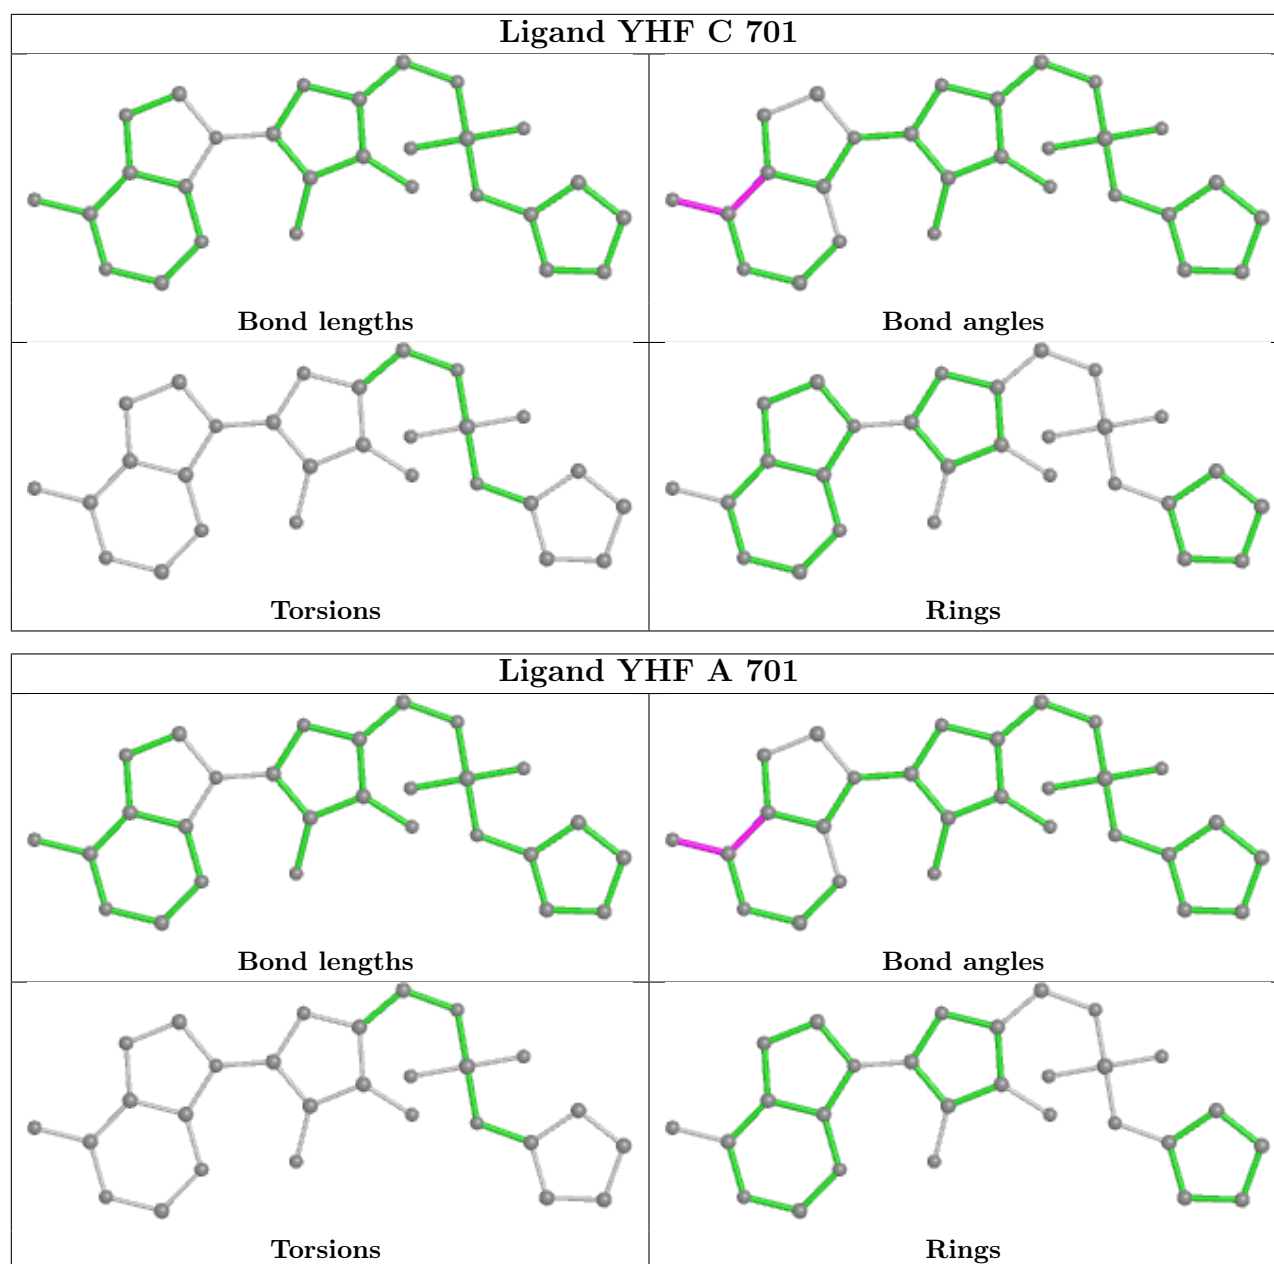 Ligand YHF C 701
Bond lengths
Bond angles
Torsions
Rings
Ligand YHF A 701
Bond lengths
Bond angles
Torsions
Rings